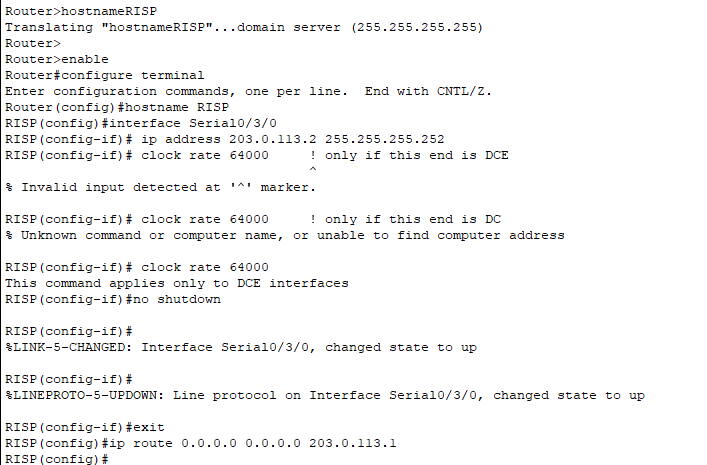 Router>hostnameRISP
Translating "hostnameRISP"...domain server (255.255.255.255)
Router>
Router>enable
Router#configure terminal
Enter configuration commands, one per line.  End with CNTL/Z.
Router(config)#hostname RISP
RISP(config)#interface Serial0/3/0
RISP(config-if)# ip address 203.0.113.2 255.255.255.252
RISP(config-if)# clock rate 64000     ! only if this end is DCE
^
% Invalid input detected at '^' marker.
RISP(config-if)# clock rate 64000     ! only if this end is DC
% Unknown command or computer name, or unable to find computer address
RISP(config-if)# clock rate 64000
This command applies only to DCE interfaces
RISP(config-if)#no shutdown
RISP(config-if)#
%LINK-5-CHANGED: Interface Serial0/3/0, changed state to up
RISP(config-if)#
%LINEPROTO-5-UPDOWN: Line protocol on Interface Serial0/3/0, changed state to up
RISP(config-if)#exit
RISP(config)#ip route 0.0.0.0 0.0.0.0 203.0.113.1
RISP(config)#